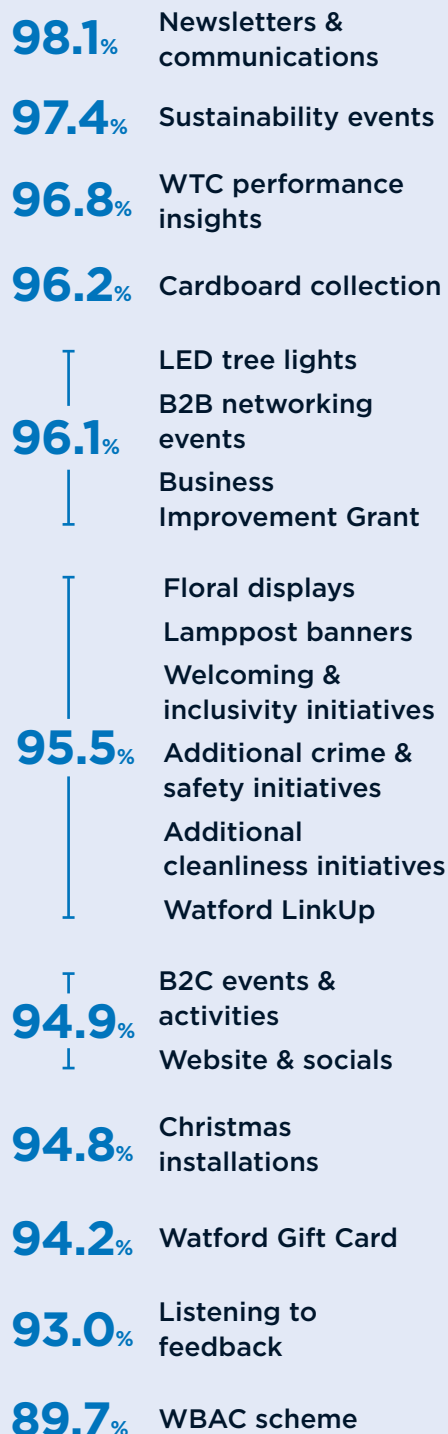 98.1%
Newsletters &
communications
97.4%
Sustainability events
96.8%
WTC performance
insights
96.2%
Cardboard collection
96.1%
LED tree lights
B2B networking
events
Business
Improvement Grant
95.5%
Floral displays
Lamppost banners
Welcoming &
inclusivity initiatives
Additional crime &
safety initiatives
Additional
cleanliness initiatives
Watford LinkUp
94.9%
B2C events &
activities
Website & socials
94.8%
Christmas
installations
94.2%
Watford Gift Card
93.0%
Listening to
feedback
89.7%
WBAC scheme